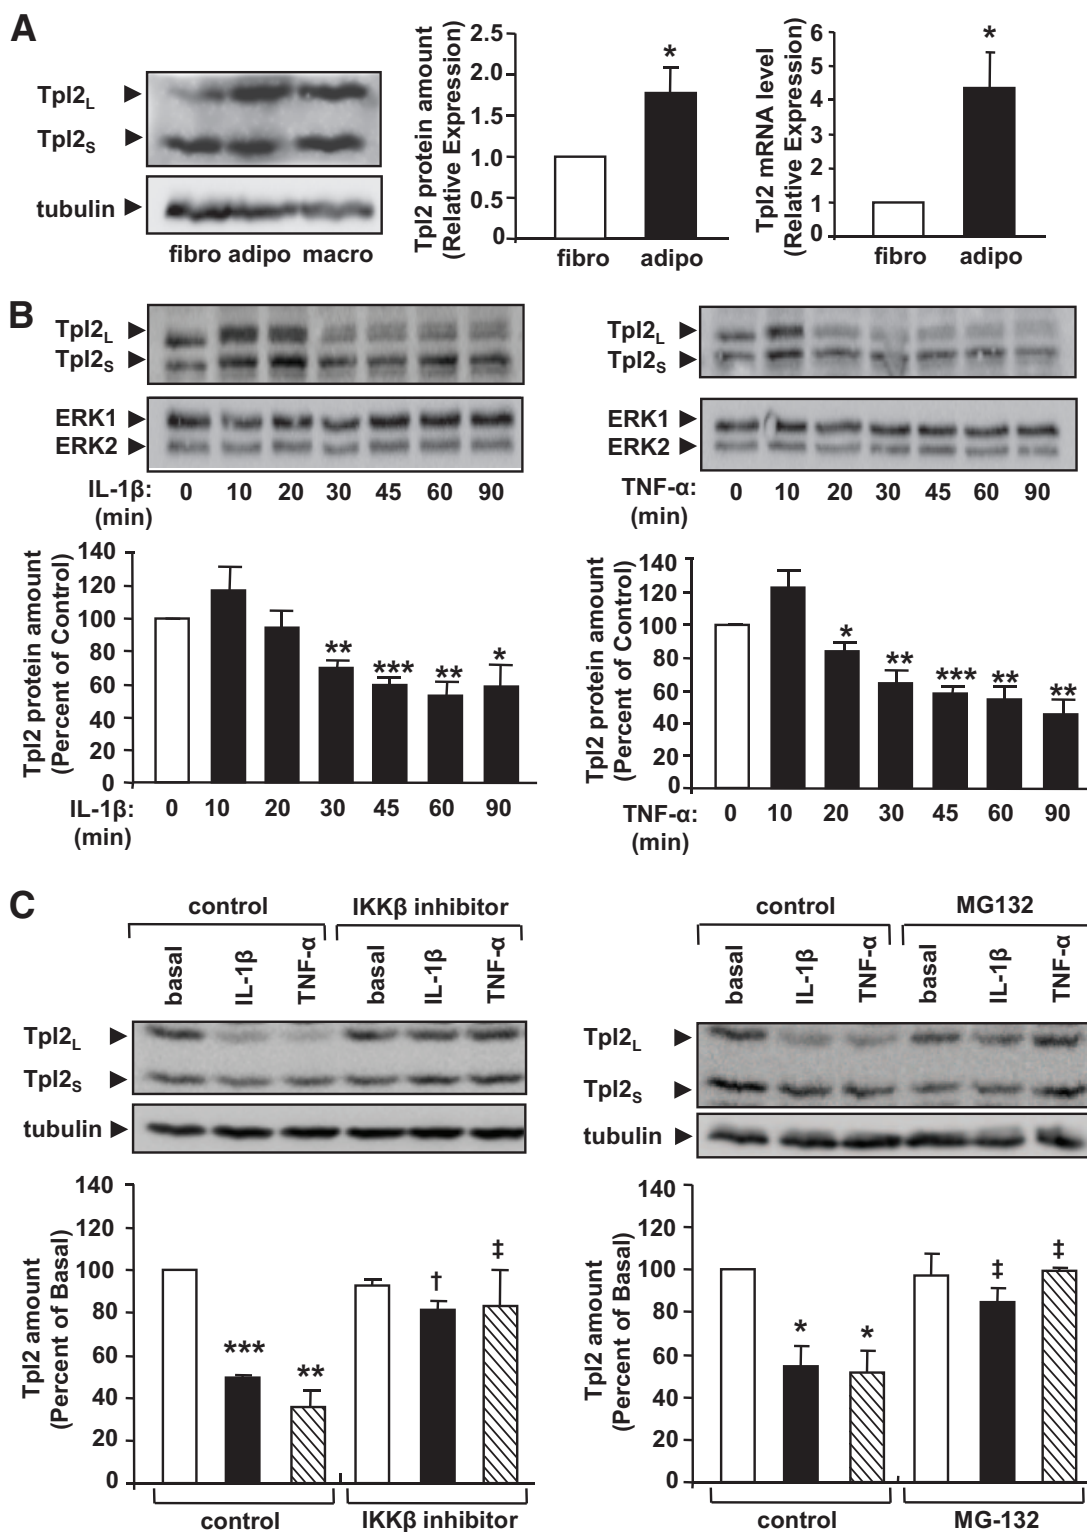 A
Tpl2L
Tpl2S
tubulin
fibro adipo macro
Tpl2 protein amount
(Relative Expression)
2.5
2.0
1.5
1.0
0.5
0
*
fibro adipo
Tpl2 mRNA level
(Relative Expression)
6
5
4
3
2
1
0
*
fibro adipo
B
Tpl2L
Tpl2S
ERK1
ERK2
IL-1β: 0 10 20 30 45 60 90
(min)
Tpl2L
Tpl2S
ERK1
ERK2
TNF-α: 0 10 20 30 45 60 90
(min)
Tpl2 protein amount
(Percent of Control)
140
120
100
80
60
40
20
0
** *** ** *
IL-1β: 0 10 20 30 45 60 90
(min)
Tpl2 protein amount
(Percent of Control)
140
120
100
80
60
40
20
0
* ** *** ** **
TNF-α: 0 10 20 30 45 60 90
(min)
C
control IKKβ inhibitor
basal IL-1β TNF-α basal IL-1β TNF-α
Tpl2L
Tpl2S
tubulin
control MG132
basal IL-1β TNF-α basal IL-1β TNF-α
Tpl2L
Tpl2S
tubulin
Tpl2 amount
(Percent of Basal)
140
120
100
80
60
40
20
0
*** ** † ‡
control IKKβ inhibitor
Tpl2 amount
(Percent of Basal)
140
120
100
80
60
40
20
0
* * ‡ ‡
control MG-132